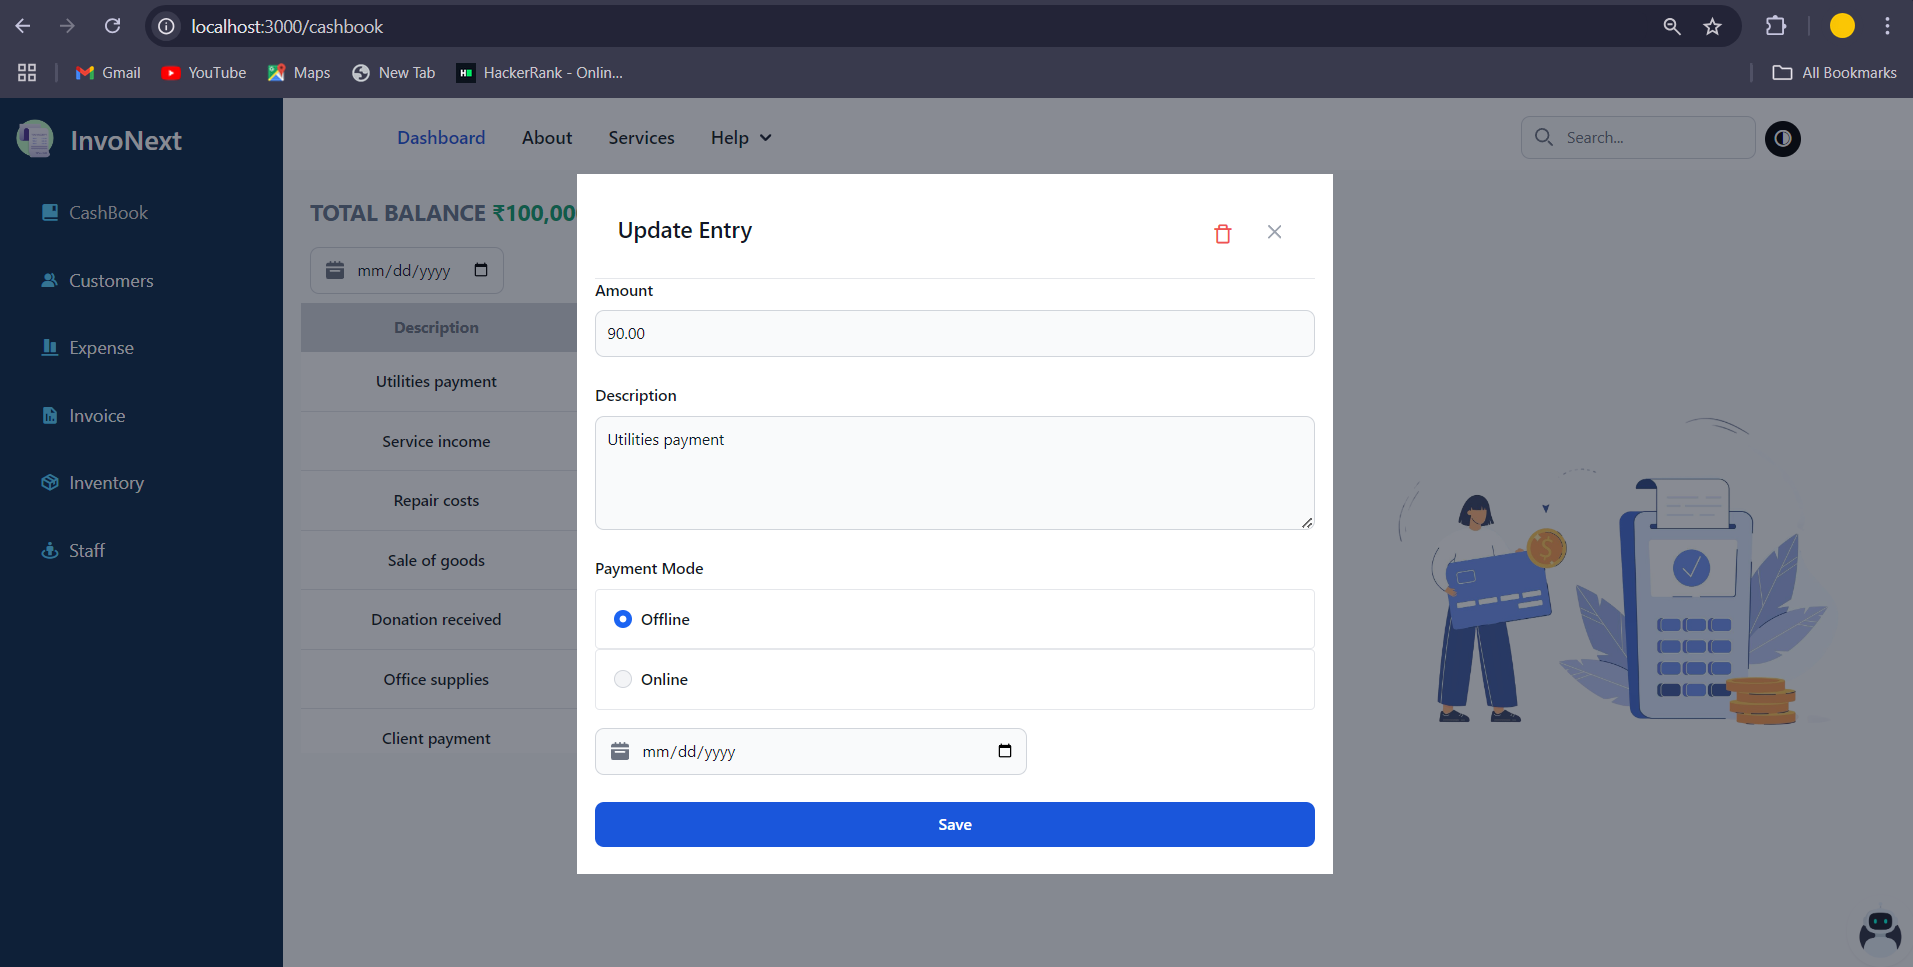 localhost:3000/cashbook
Gmail
YouTube
Maps
New Tab
HackerRank - Onlin...
All Bookmarks
InvoNext
CashBook
Customers
Expense
Invoice
Inventory
Staff
Dashboard
About
Services
Help
Search...
TOTAL BALANCE ₹100,000
mm/dd/yyyy
Description
Utilities payment
Service income
Repair costs
Sale of goods
Donation received
Office supplies
Client payment
Update Entry
Amount
90.00
Description
Utilities payment
Payment Mode
Offline
Online
mm/dd/yyyy
Save